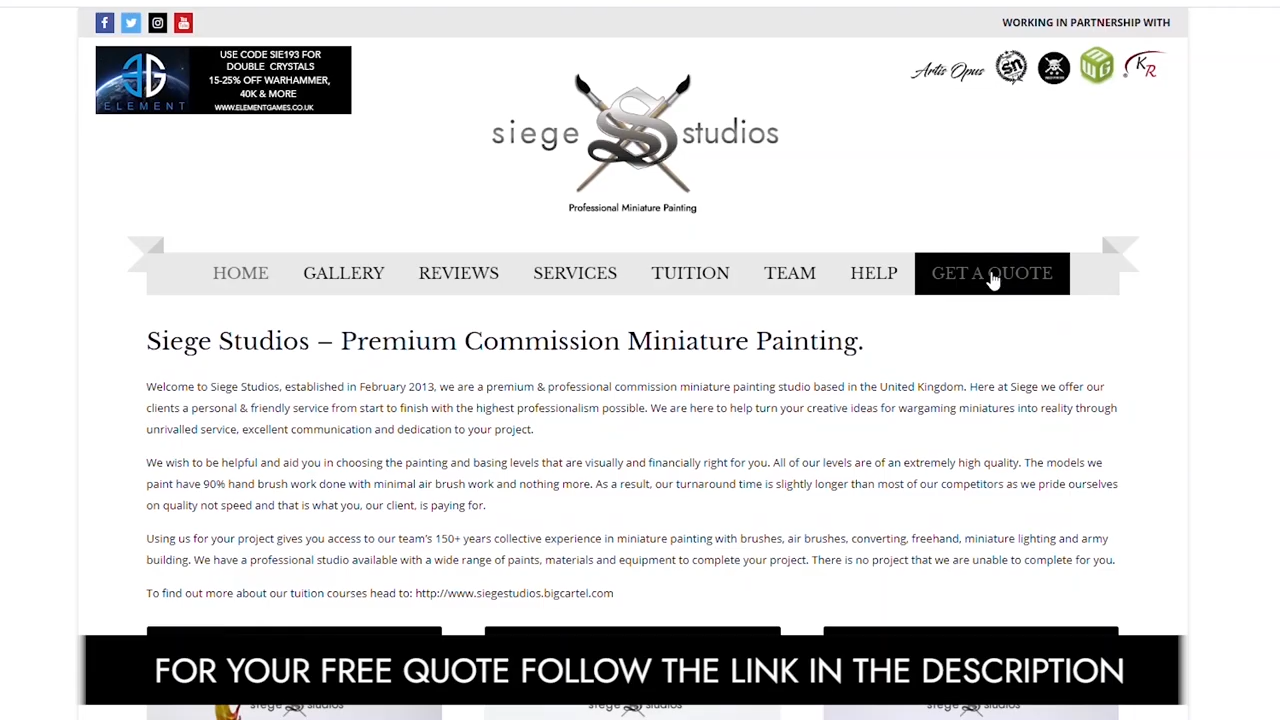 WORKING IN PARTNERSHIP WITH
USE CODE SIE193 FOR
DOUBLE CRYSTALS
15-25% OFF WARHAMMER,
40K & MORE
WWW.ELEMENTGAMES.CO.UK
ELEMENT
Artis Opus
KR
siege S studios
Professional Miniature Painting
HOME GALLERY REVIEWS SERVICES TUITION TEAM HELP GET A QUOTE
Siege Studios – Premium Commission Miniature Painting.
Welcome to Siege Studios, established in February 2013, we are a premium & professional commission miniature painting studio based in the United Kingdom. Here at Siege we offer our
clients a personal & friendly service from start to finish with the highest professionalism possible. We are here to help turn your creative ideas for wargaming miniatures into reality through
unrivalled service, excellent communication and dedication to your project.
We wish to be helpful and aid you in choosing the painting and basing levels that are visually and financially right for you. All of our levels are of an extremely high quality. The models we
paint have 90% hand brush work done with minimal air brush work and nothing more. As a result, our turnaround time is slightly longer than most of our competitors as we pride ourselves
on quality not speed and that is what you, our client, is paying for.
Using us for your project gives you access to our team's 150+ years collective experience in miniature painting with brushes, air brushes, converting, freehand, miniature lighting and army
building. We have a professional studio available with a wide range of paints, materials and equipment to complete your project. There is no project that we are unable to complete for you.
To find out more about our tuition courses head to: http://www.siegestudios.bigcartel.com
FOR YOUR FREE QUOTE FOLLOW THE LINK IN THE DESCRIPTION